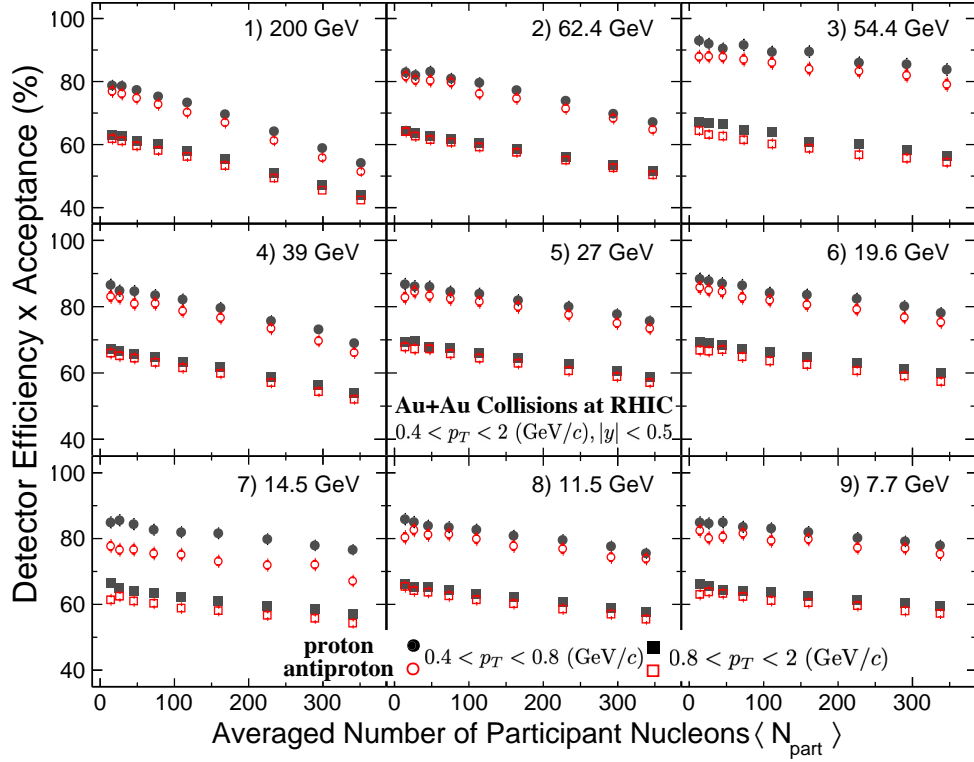 Detector Efficiency x Acceptance (%)
100
80
60
40
1) 200 GeV
2) 62.4 GeV
3) 54.4 GeV
100
80
60
40
4) 39 GeV
5) 27 GeV
6) 19.6 GeV
Au+Au Collisions at RHIC
0.4 < p_T < 2 (GeV/c), |y| < 0.5
100
80
60
40
7) 14.5 GeV
8) 11.5 GeV
9) 7.7 GeV
proton
antiproton
0.4 < p_T < 0.8 (GeV/c)
0.8 < p_T < 2 (GeV/c)
0 100 200 300 0 100 200 300 0 100 200 300
Averaged Number of Participant Nucleons ⟨ N_part ⟩